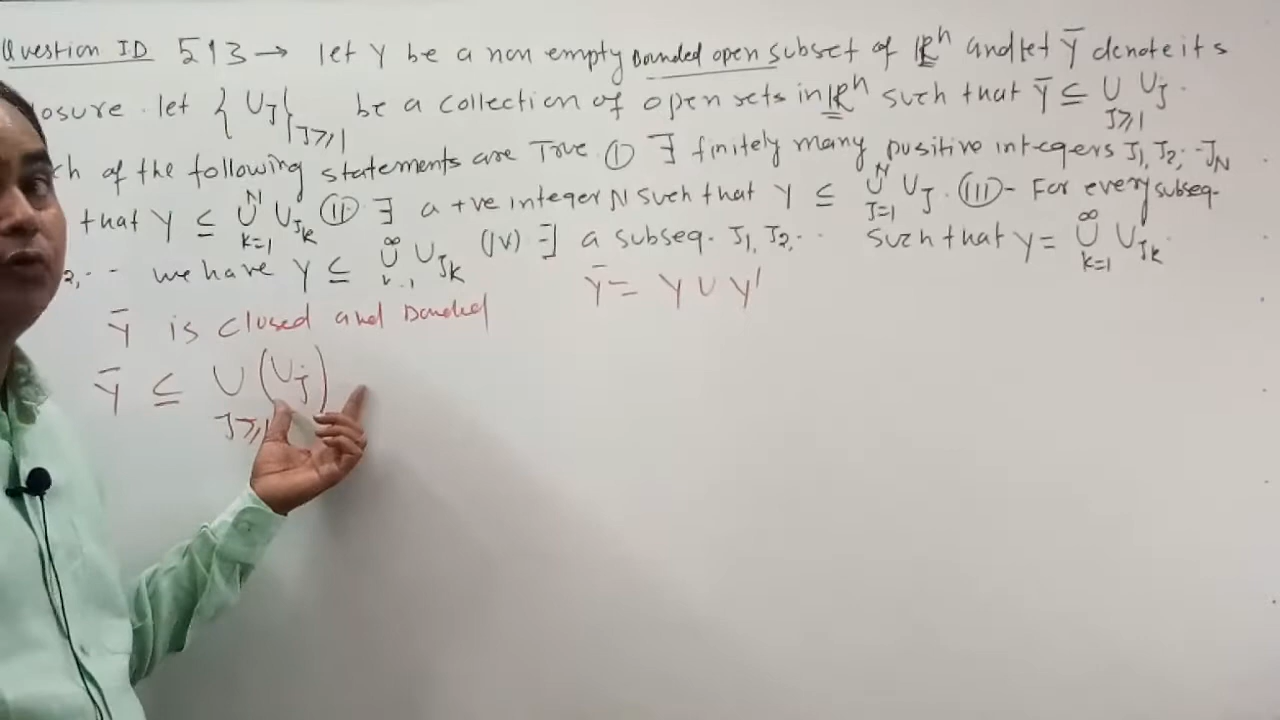 Question ID 513 → let Y be a non empty Bounded open subset of ℝⁿ and let Ȳ denote its
osure. let {U_J}_{J≥1} be a collection of open sets in ℝⁿ such that Ȳ ⊆ ∪_{J≥1} U_j.
ch of the following statements are True. (I) ∃ finitely many positive integers J₁, J₂, --J_N
that Y ⊆ ∪_{k=1}^{N} U_{J_k} (II) ∃ a +ve integer N such that Y ⊆ ∪_{J=1}^{N} U_J. (III) - For every subseq.
₂, .. we have Y ⊆ ∪^{∞} U_{J_k} (IV) ∃ a subseq. J₁, J₂, .. such that Y = ∪_{k=1}^{∞} U_{J_k}.
Ȳ = Y ∪ Y'
Ȳ is closed and Bonded
Ȳ ⊆ ∪_{J≥1} (U_j)